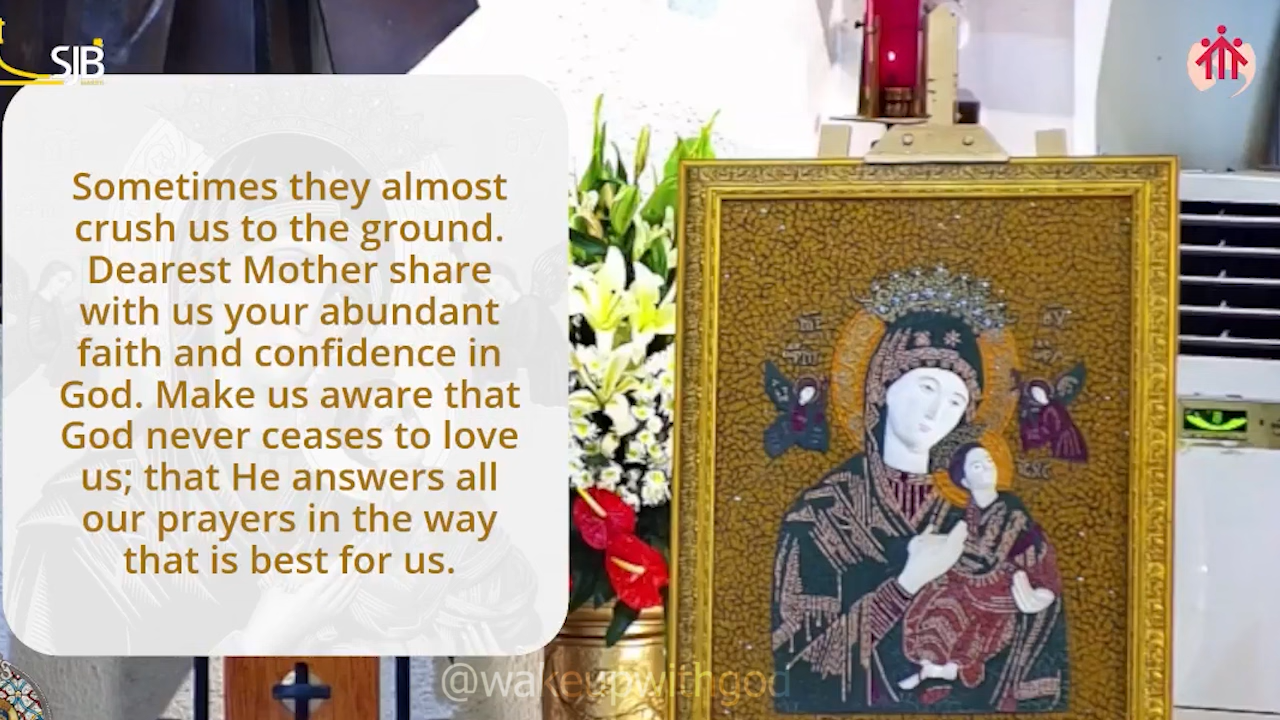 SJB
Sometimes they almost
crush us to the ground.
Dearest Mother share
with us your abundant
faith and confidence in
God. Make us aware that
God never ceases to love
us; that He answers all
our prayers in the way
that is best for us.
@wakeupwithgod